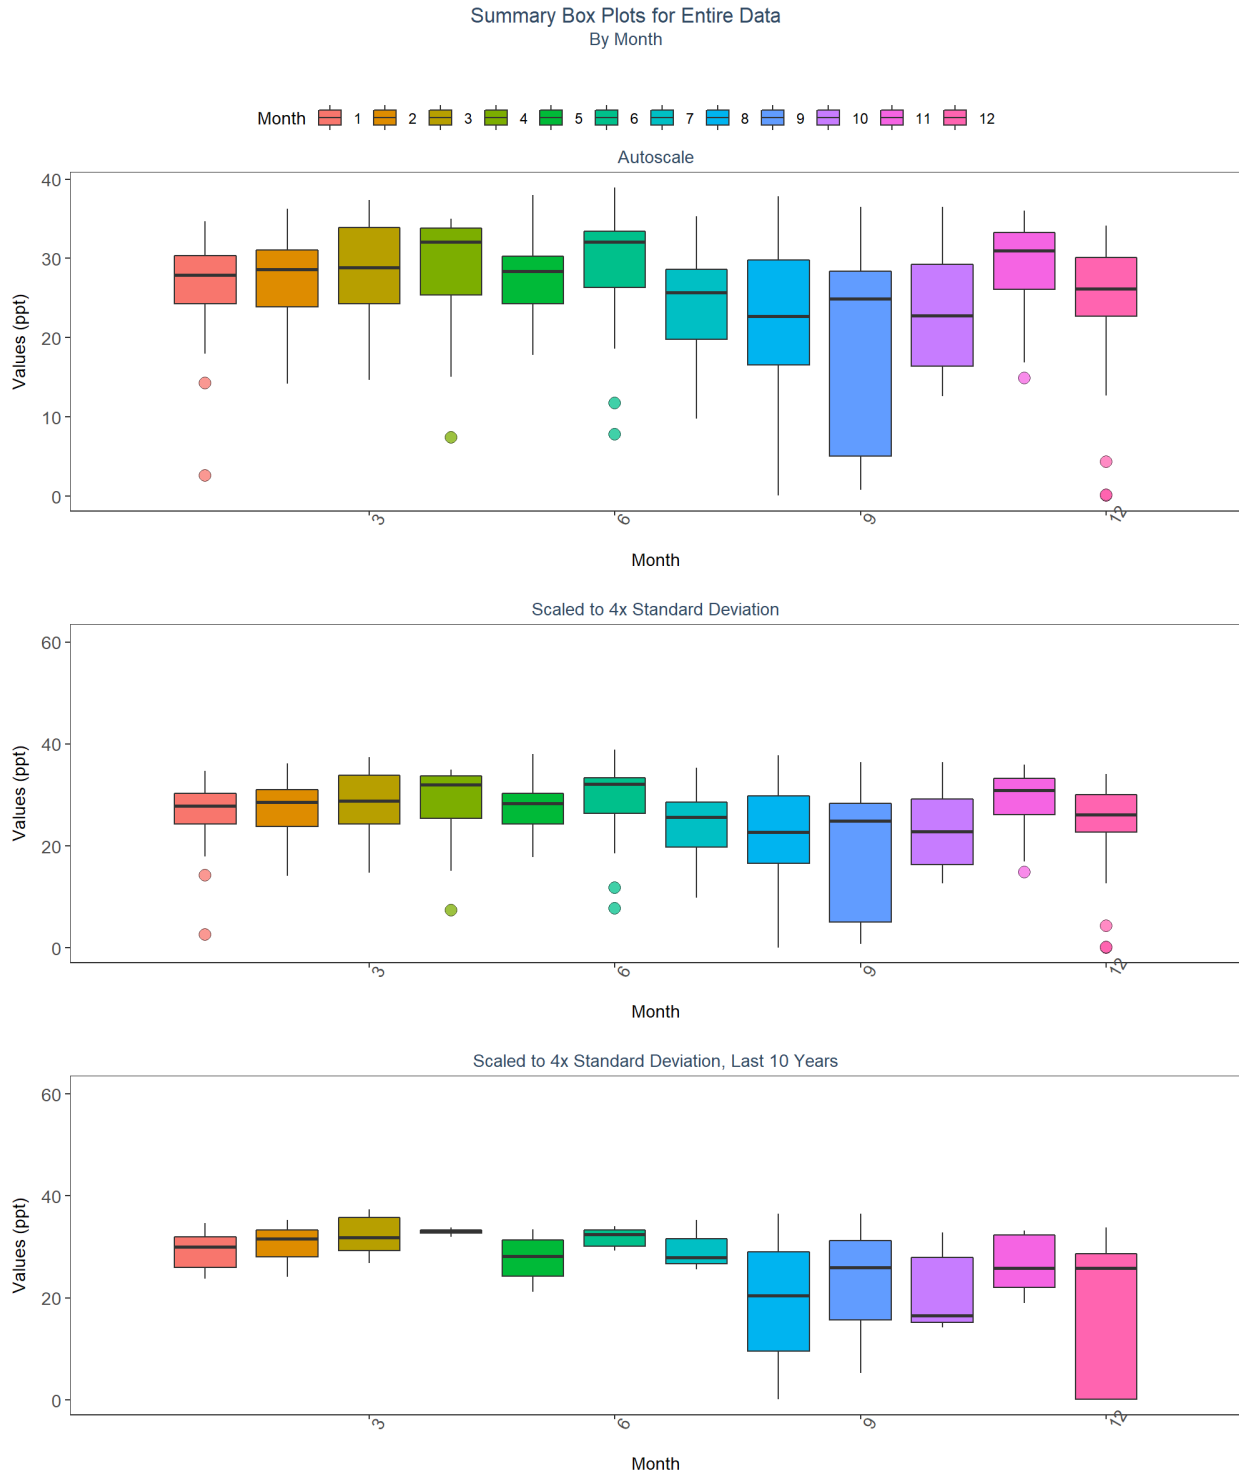 Summary Box Plots for Entire Data
By Month
Month 1 2 3 4 5 6 7 8 9 10 11 12
Autoscale
Values (ppt)
40
30
20
10
0
3 6 9 12
Month
Scaled to 4x Standard Deviation
Values (ppt)
60
40
20
0
3 6 9 12
Month
Scaled to 4x Standard Deviation, Last 10 Years
Values (ppt)
60
40
20
0
3 6 9 12
Month